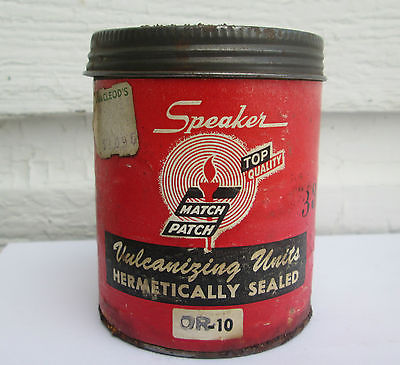 Speaker
TOP
QUALITY
MATCH
PATCH
Vulcanizing Units
HERMETICALLY SEALED
OR-10